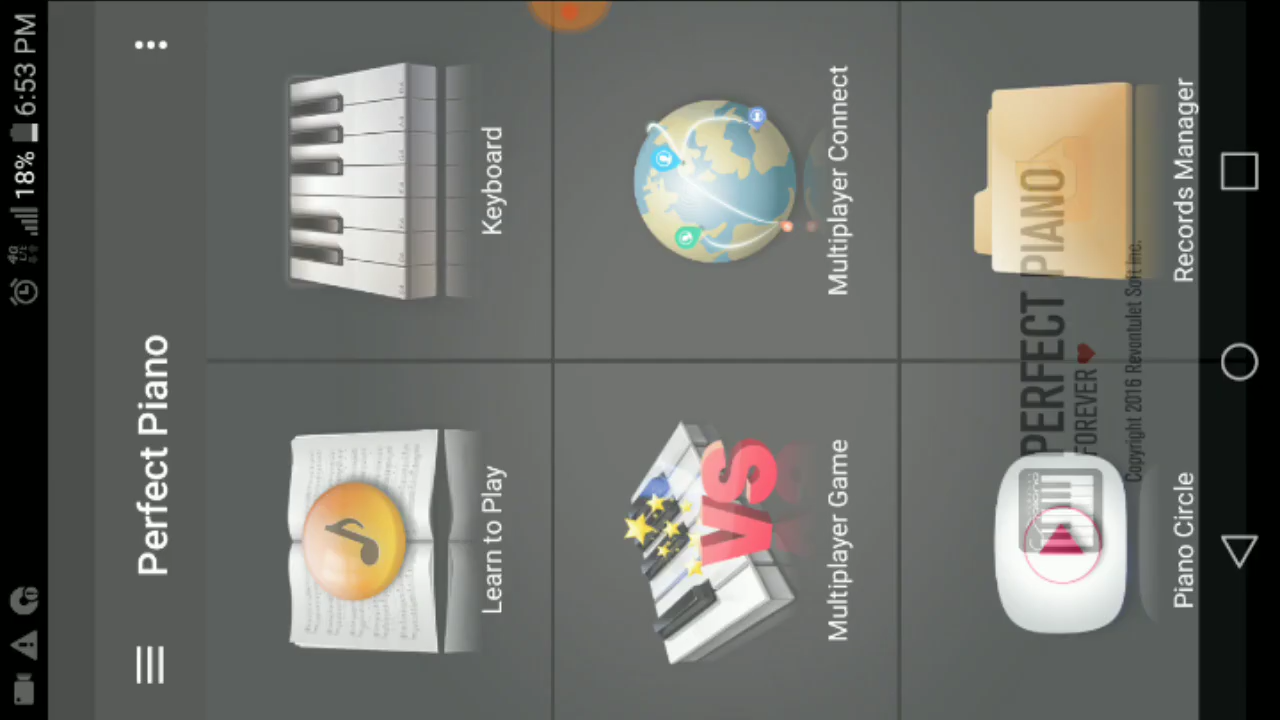 18% 6:53 PM
Perfect Piano
Learn to Play
Keyboard
VS
Multiplayer Game
Multiplayer Connect
Piano Circle
Records Manager
PERFECT PIANO
FOREVER
Copyright 2016 Revontulet Soft Inc.